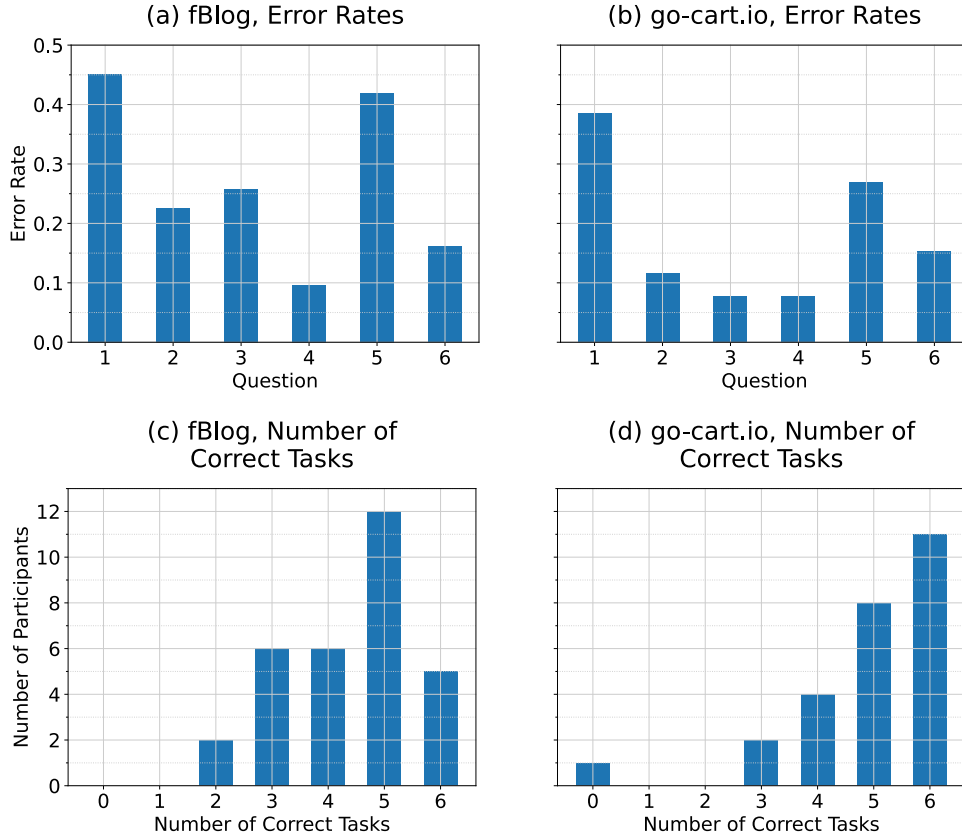 (a) fBlog, Error Rates
(b) go-cart.io, Error Rates
0.5
0.4
0.3
0.2
0.1
0.0
Error Rate
1 2 3 4 5 6
Question
1 2 3 4 5 6
Question
(c) fBlog, Number of
Correct Tasks
(d) go-cart.io, Number of
Correct Tasks
12
10
8
6
4
2
0
Number of Participants
0 1 2 3 4 5 6
Number of Correct Tasks
0 1 2 3 4 5 6
Number of Correct Tasks